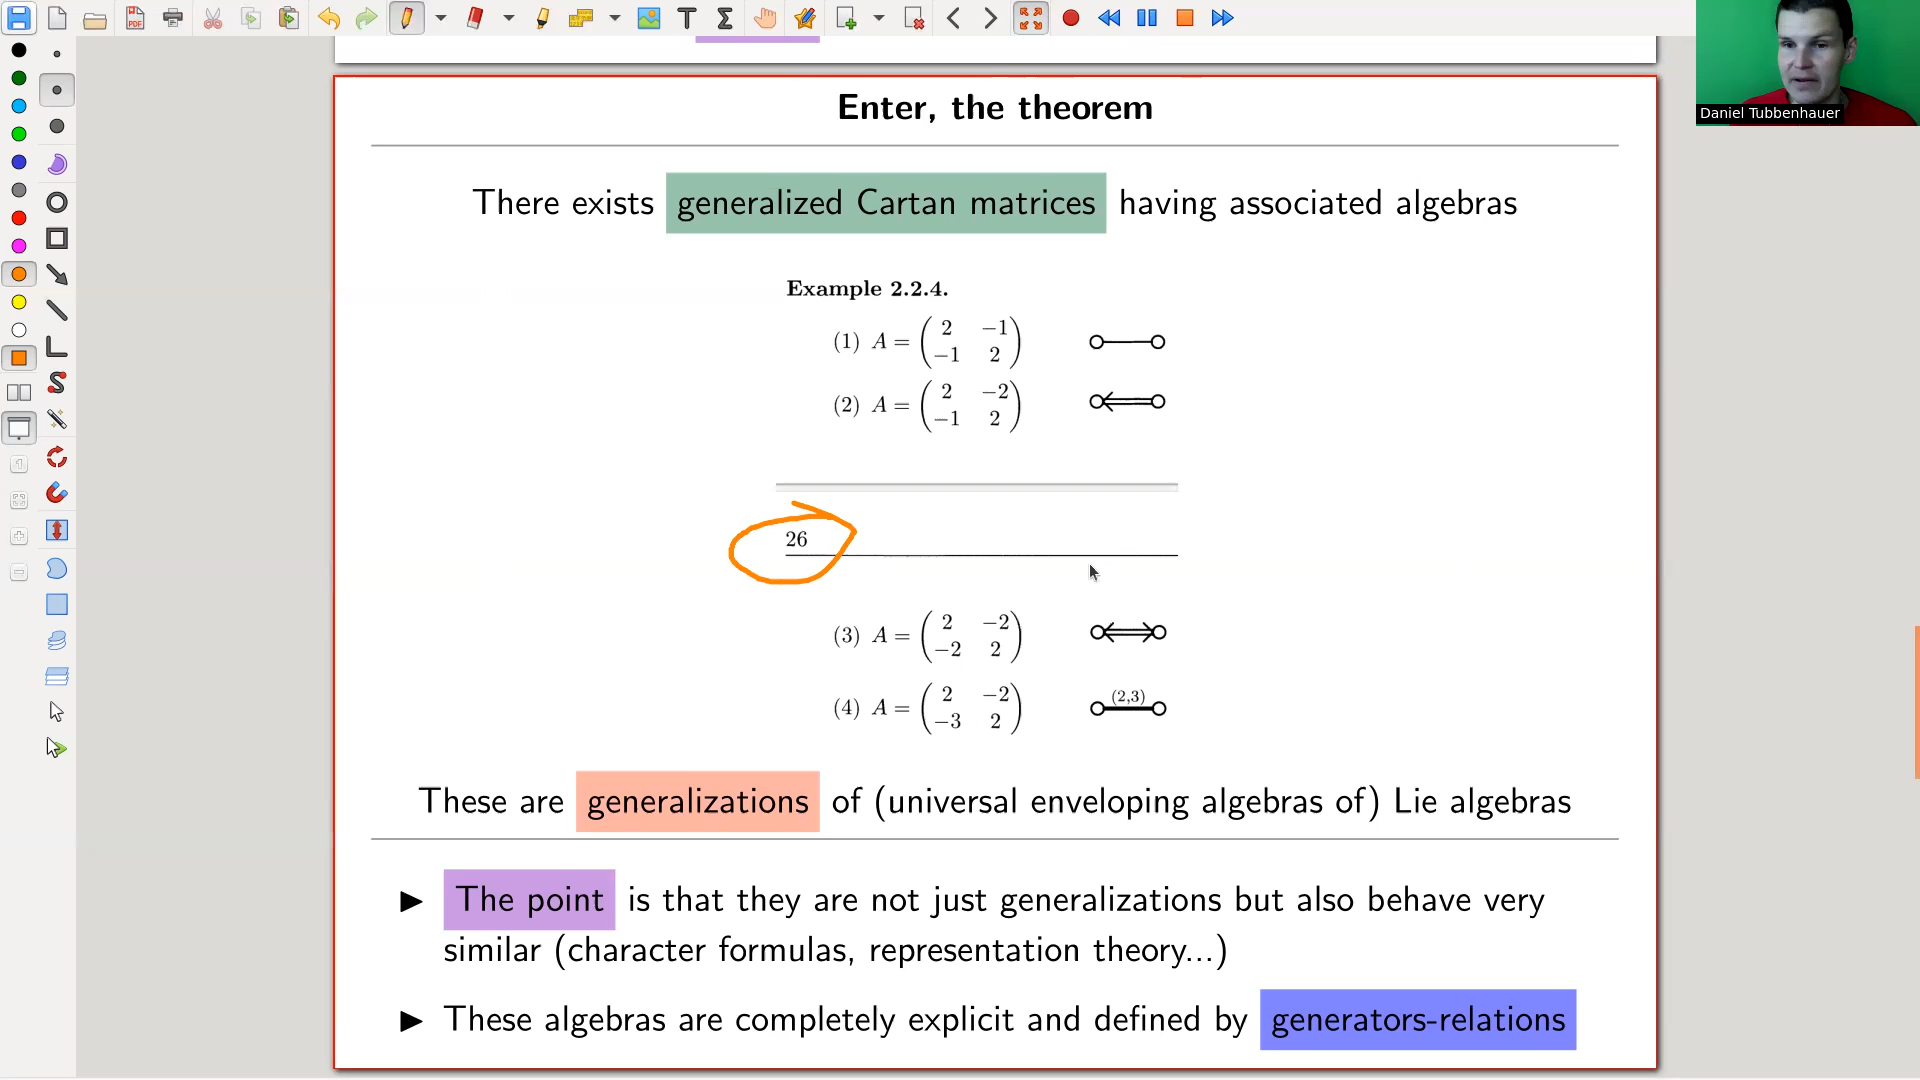 Daniel Tubbenhauer
Enter, the theorem
There exists generalized Cartan matrices having associated algebras
Example 2.2.4.
(1) A = ( 2 −1
−1 2 )
(2) A = ( 2 −2
−1 2 )
26
(3) A = ( 2 −2
−2 2 )
(4) A = ( 2 −2
−3 2 )
(2,3)
These are generalizations of (universal enveloping algebras of) Lie algebras
▶ The point is that they are not just generalizations but also behave very
similar (character formulas, representation theory...)
▶ These algebras are completely explicit and defined by generators-relations